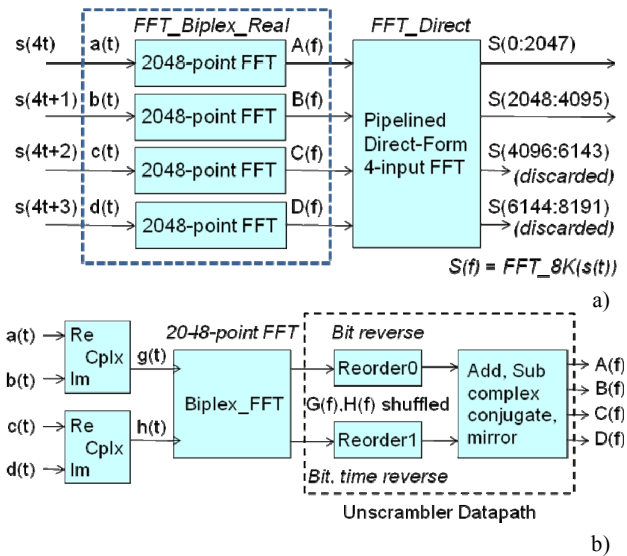 FFT_Biplex_Real
FFT_Direct
s(4t)
a(t)
2048-point FFT
A(f)
S(0:2047)
s(4t+1)
b(t)
2048-point FFT
B(f)
S(2048:4095)
s(4t+2)
c(t)
2048-point FFT
C(f)
S(4096:6143)
(discarded)
s(4t+3)
d(t)
2048-point FFT
D(f)
S(6144:8191)
(discarded)
Pipelined
Direct-Form
4-input FFT
S(f) = FFT_8K(s(t))
a)
a(t)
b(t)
Re
Cplx
Im
g(t)
c(t)
d(t)
Re
Cplx
Im
h(t)
2048-point FFT
Biplex_FFT
Bit reverse
Reorder0
G(f).H(f) shuffled
Reorder1
Bit. time reverse
Add, Sub
complex
conjugate,
mirror
A(f)
B(f)
C(f)
D(f)
Unscrambler Datapath
b)